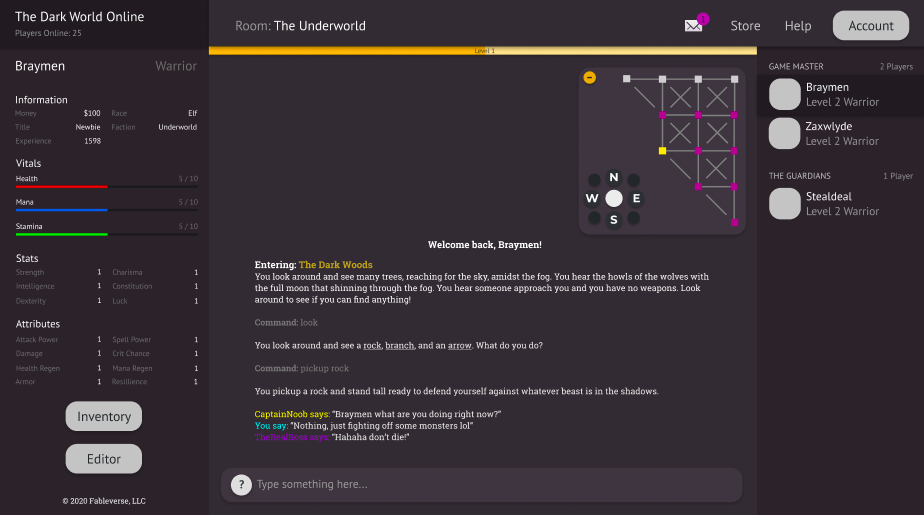 The Dark World Online
Players Online: 25
Room: The Underworld
1
Store
Help
Account
Level 1
Braymen
Warrior
Information
Money $100 Race Elf
Title Newbie Faction Underworld
Experience 1598
Vitals
Health 5 / 10
Mana 5 / 10
Stamina 5 / 10
Stats
Strength 1 Charisma 1
Intelligence 1 Constitution 1
Dexterity 1 Luck 1
Attributes
Attack Power 1 Spell Power 1
Damage 1 Crit Chance 1
Health Regen 1 Mana Regen 1
Armor 1 Resillience 1
Inventory
Editor
© 2020 Fableverse, LLC
N
W E
S
Welcome back, Braymen!
Entering: The Dark Woods
You look around and see many trees, reaching for the sky, amidst the fog. You hear the howls of the wolves with
the full moon that shinning through the fog. You hear someone approach you and you have no weapons. Look
around to see if you can find anything!
Command: look
You look around and see a rock, branch, and an arrow. What do you do?
Command: pickup rock
You pickup a rock and stand tall ready to defend yourself against whatever beast is in the shadows.
CaptainNoob says: “Braymen what are you doing right now?”
You say: “Nothing, just fighting off some monsters lol”
TheRealBoss says: “Hahaha don’t die!”
? Type something here...
GAME MASTER 2 Players
Braymen
Level 2 Warrior
Zaxwlyde
Level 2 Warrior
THE GUARDIANS 1 Player
Stealdeal
Level 2 Warrior